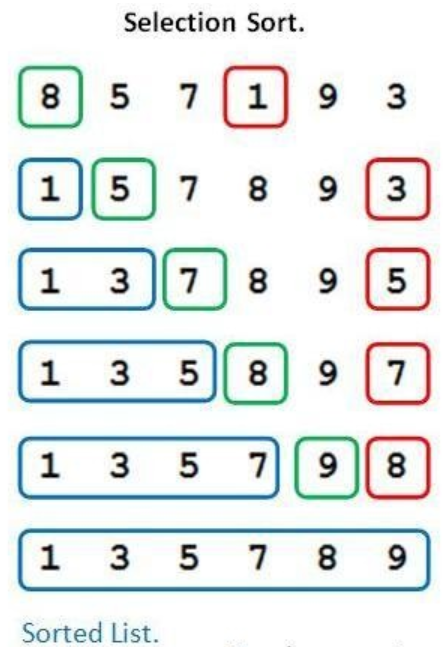 Selection Sort.
8 5 7 1 9 3
1 5 7 8 9 3
1 3 7 8 9 5
1 3 5 8 9 7
1 3 5 7 9 8
1 3 5 7 8 9
Sorted List.